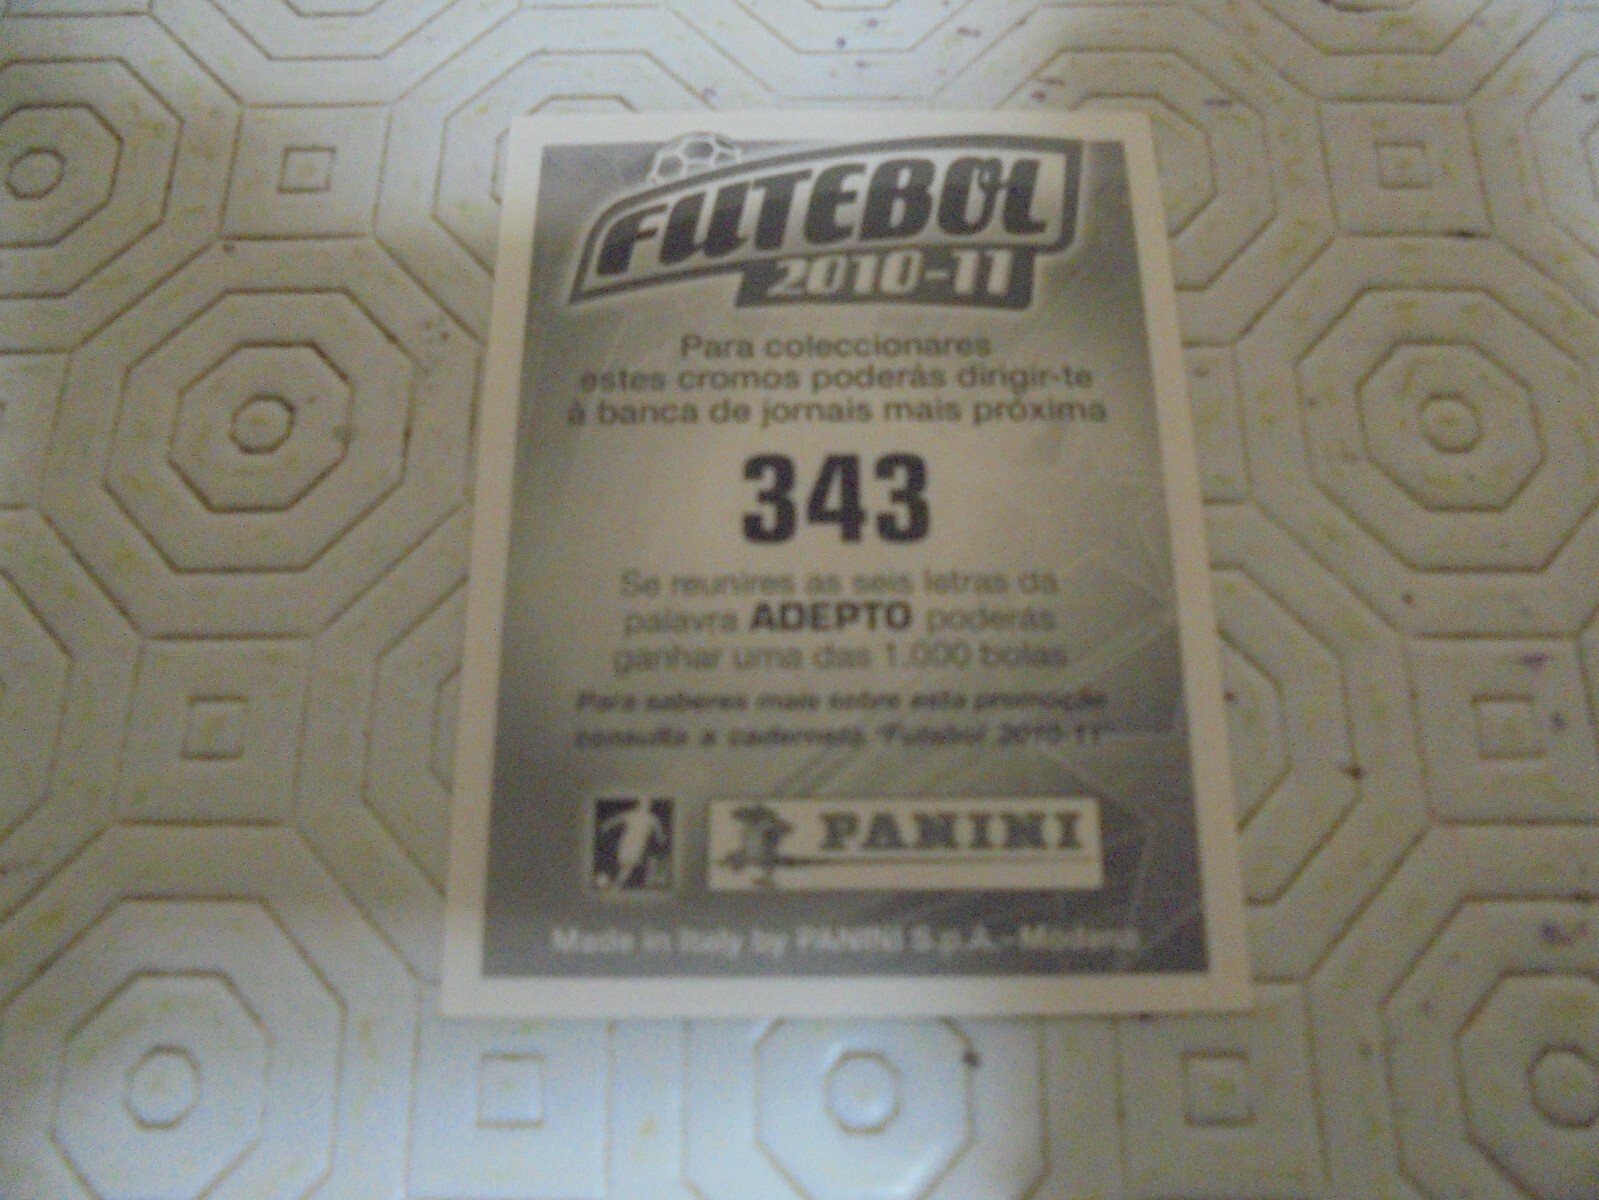 FUTEBOL
2010-11
Para coleccionares
estes cromos poderás dirigir-te
à banca de jornais mais próxima
343
Se reunires as seis letras da
palavra ADEPTO poderás
ganhar uma das 1.000 bolas
Para saberes mais sobre esta promoção
consulta a caderneta "Futebol 2010-11"
PANINI
Made in Italy by PANINI S.p.A.-Modena